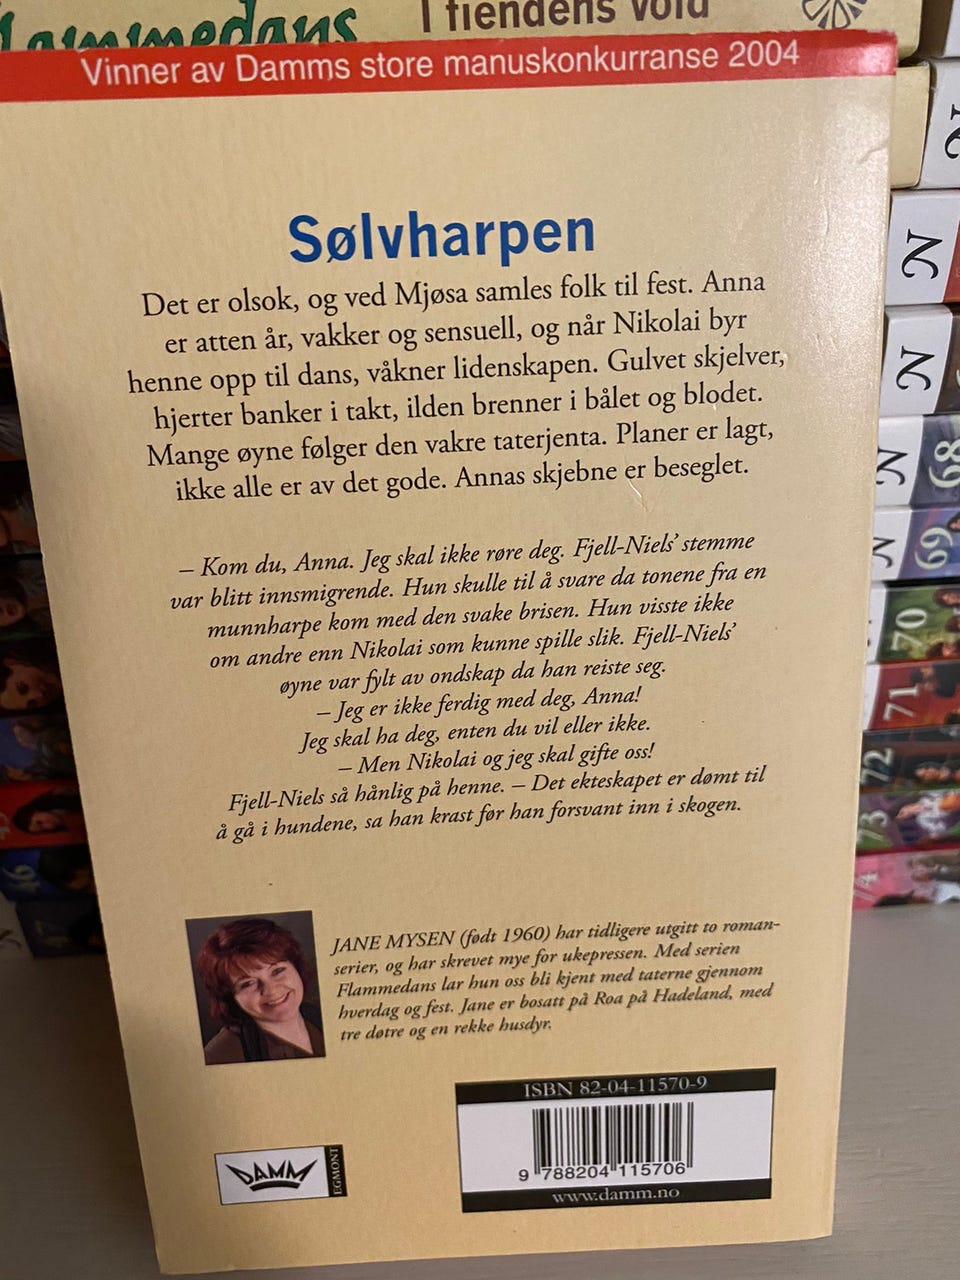 Flammedans
I fiendens vold
Vinner av Damms store manuskonkurranse 2004
Sølvharpen
Det er olsok, og ved Mjøsa samles folk til fest. Anna
er atten år, vakker og sensuell, og når Nikolai byr
henne opp til dans, våkner lidenskapen. Gulvet skjelver,
hjerter banker i takt, ilden brenner i bålet og blodet.
Mange øyne følger den vakre taterjenta. Planer er lagt,
ikke alle er av det gode. Annas skjebne er beseglet.
– Kom du, Anna. Jeg skal ikke røre deg. Fjell-Niels’ stemme
var blitt innsmigrende. Hun skulle til å svare da tonene fra en
munnharpe kom med den svake brisen. Hun visste ikke
om andre enn Nikolai som kunne spille slik. Fjell-Niels’
øyne var fylt av ondskap da han reiste seg.
– Jeg er ikke ferdig med deg, Anna!
Jeg skal ha deg, enten du vil eller ikke.
– Men Nikolai og jeg skal gifte oss!
Fjell-Niels så hånlig på henne. – Det ekteskapet er dømt til
å gå i hundene, sa han krast før han forsvant inn i skogen.
JANE MYSEN (født 1960) har tidligere utgitt to roman-
serier, og har skrevet mye for ukepressen. Med serien
Flammedans lar hun oss bli kjent med taterne gjennom
hverdag og fest. Jane er bosatt på Roa på Hadeland, med
tre døtre og en rekke husdyr.
ISBN 82-04-11570-9
9 788204 115706
www.damm.no
DAMM
EGMONT
N
N
N
N
68
N
69
70
71
72
73
46